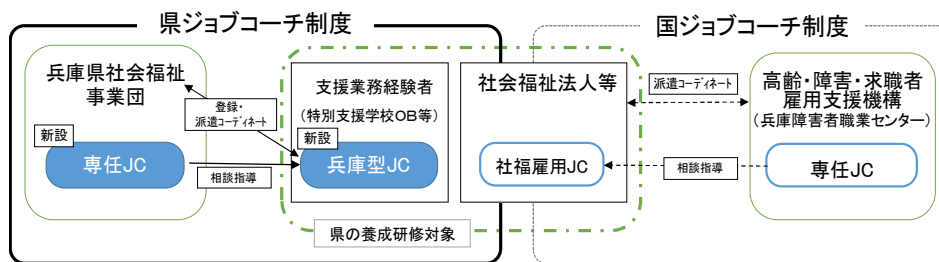 県ジョブコーチ制度
国ジョブコーチ制度
兵庫県社会福祉
事業団
新設
専任JC
登録・
派遣コーディネート
相談指導
支援業務経験者
(特別支援学校OB等)
新設
兵庫型JC
県の養成研修対象
社会福祉法人等
社福雇用JC
派遣コーディネート
相談指導
高齢・障害・求職者
雇用支援機構
(兵庫障害者職業センター)
専任JC